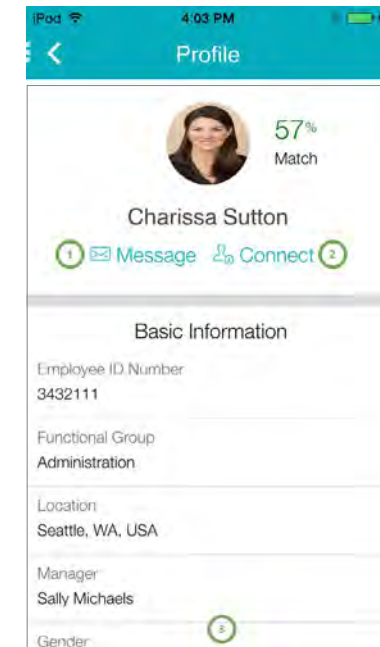 iPod 4:03 PM
Profile
57%
Match
Charissa Sutton
1 Message Connect 2
Basic Information
Employee ID Number
3432111
Functional Group
Administration
Location
Seattle, WA, USA
Manager
Sally Michaels
3
Gender